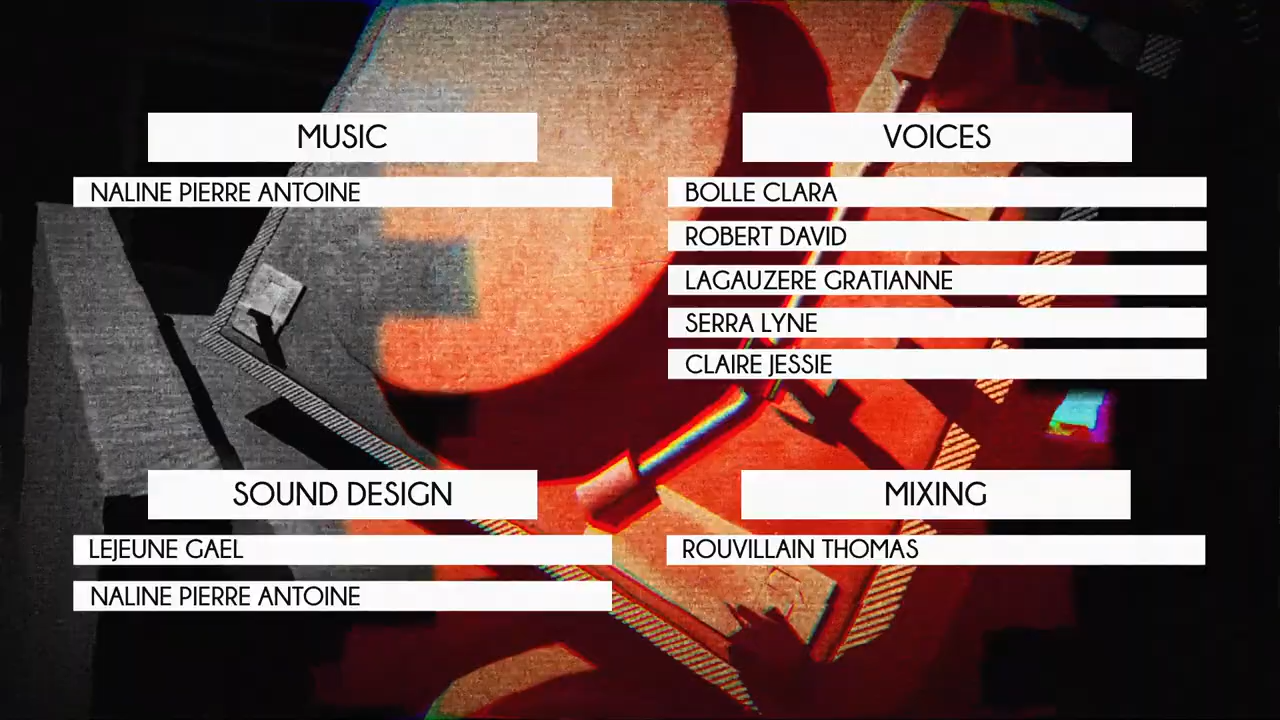 MUSIC
NALINE PIERRE ANTOINE
VOICES
BOLLE CLARA
ROBERT DAVID
LAGAUZERE GRATIANNE
SERRA LYNE
CLAIRE JESSIE
SOUND DESIGN
LEJEUNE GAEL
NALINE PIERRE ANTOINE
MIXING
ROUVILLAIN THOMAS